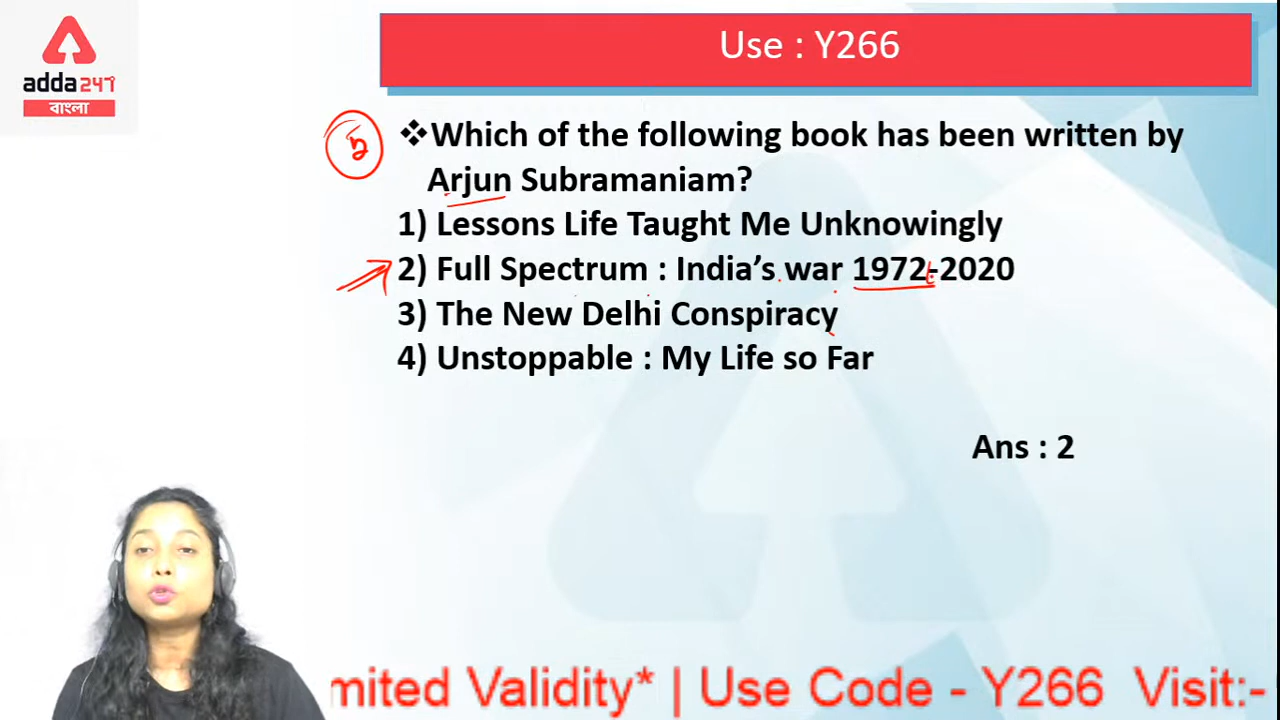 adda247
বাংলা
Use : Y266
5
❖Which of the following book has been written by
Arjun Subramaniam?
1) Lessons Life Taught Me Unknowingly
2) Full Spectrum : India's war 1972-2020
3) The New Delhi Conspiracy
4) Unstoppable : My Life so Far
Ans : 2
mited Validity* | Use Code - Y266 Visit:-